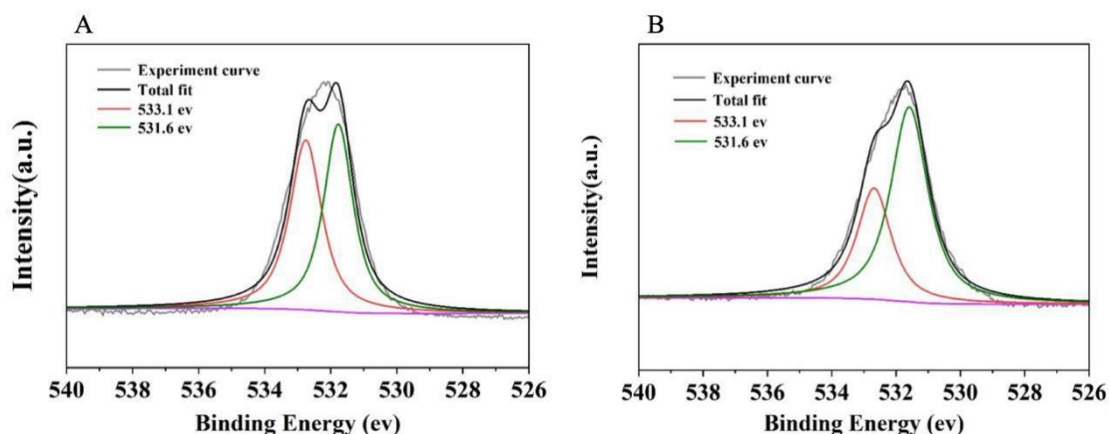 A
Experiment curve
Total fit
533.1 ev
531.6 ev
Intensity(a.u.)
540 538 536 534 532 530 528 526
Binding Energy (ev)
B
Experiment curve
Total fit
533.1 ev
531.6 ev
Intensity(a.u.)
540 538 536 534 532 530 528 526
Binding Energy (ev)